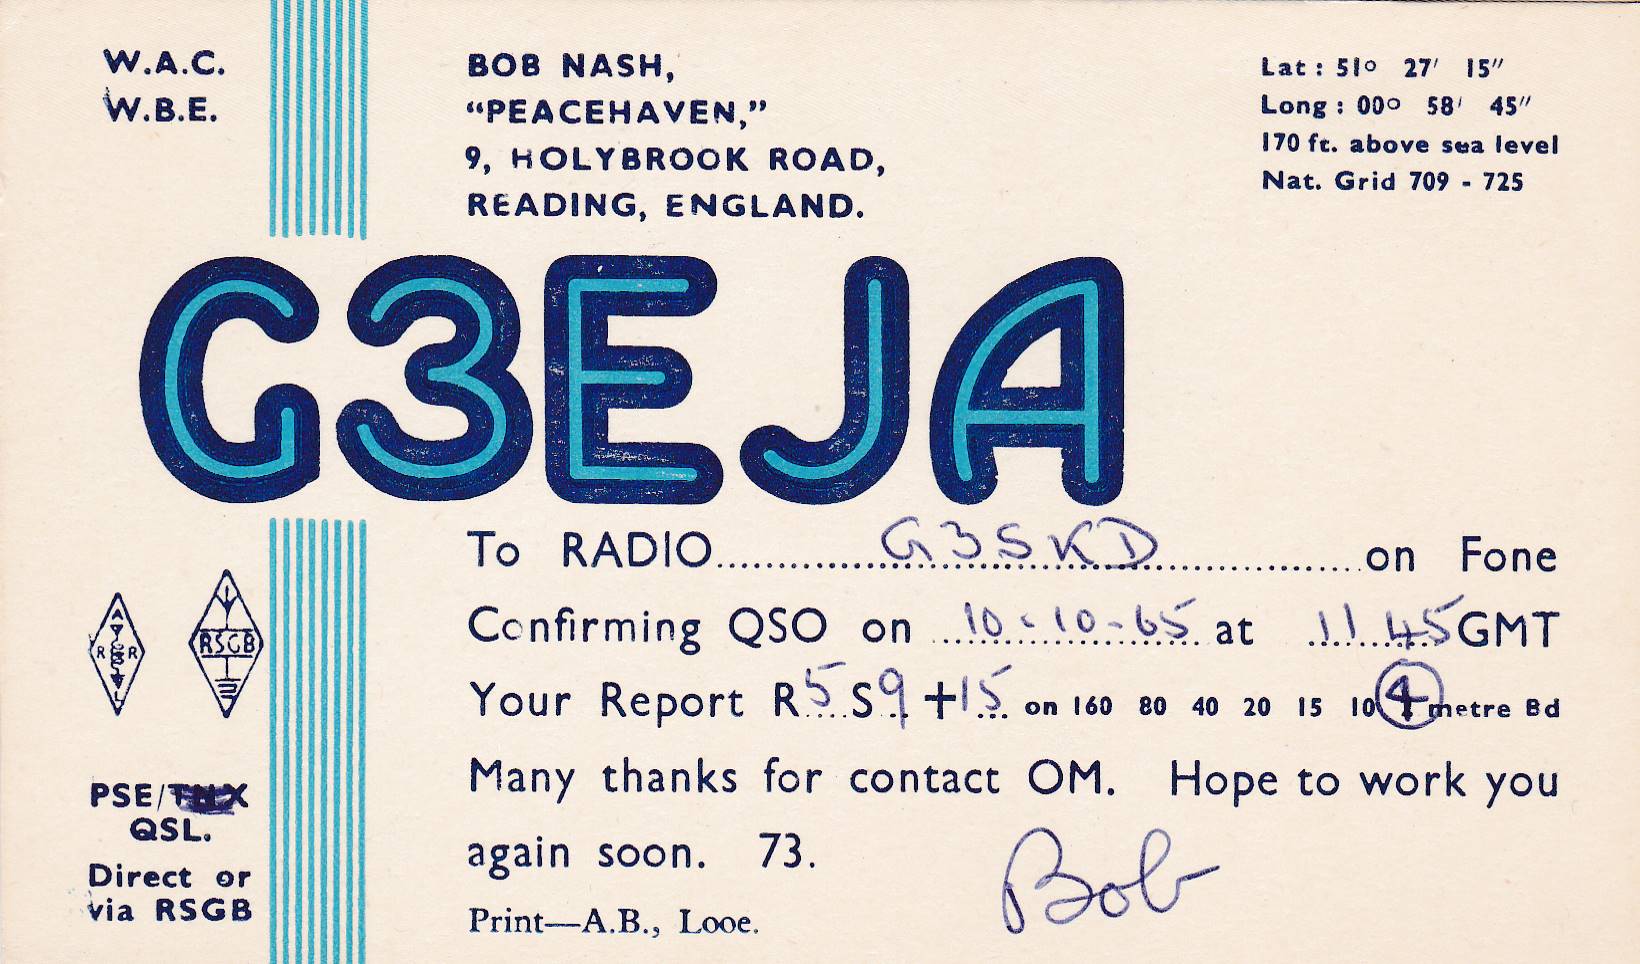 W.A.C.
W.B.E.
BOB NASH,
"PEACEHAVEN,"
9, HOLYBROOK ROAD,
READING, ENGLAND.
Lat : 51° 27′ 15″
Long : 00° 58′ 45″
170 ft. above sea level
Nat. Grid 709 - 725
G3EJA
To RADIO G3SKD on Fone
Confirming QSO on 10-10-65 at 11.45 GMT
Your Report R5 S9 +15 on 160 80 40 20 15 10 4 metre Bd
Many thanks for contact OM. Hope to work you
again soon. 73.
Bob
Print—A.B., Looe.
RSGB
PSE/THX
QSL.
Direct or
via RSGB